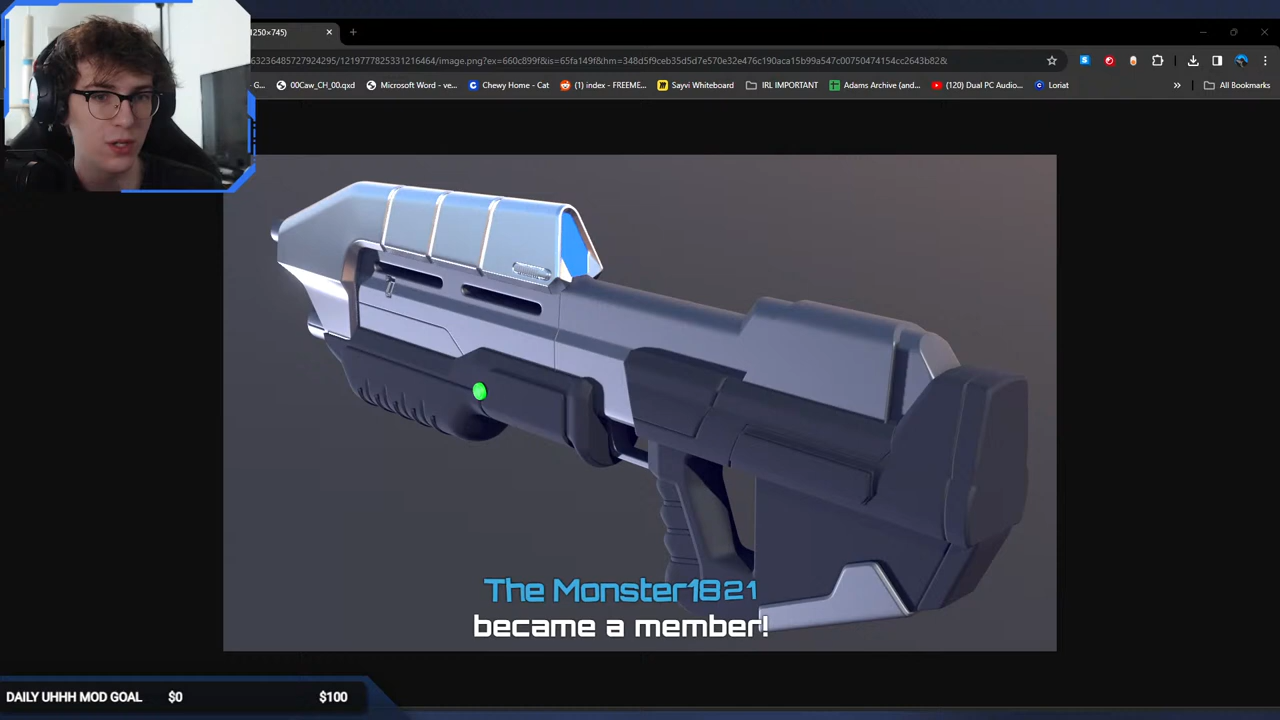 1250×745)
63236485727924295/1219777825331216464/image.png?ex=660c899f&is=65fa149f&hm=348d5f9ceb35d5d7e570e32e476c190aca15b99a547c00750474154cc2643b82&
G... 00Caw_CH_00.qxd Microsoft Word - ve... Chewy Home - Cat (1) index - FREEME... Sayvi Whiteboard IRL IMPORTANT Adams Archive (and... (120) Dual PC Audio... Loriat » All Bookmarks
The Monster1821
became a member!
DAILY UHHH MOD GOAL $0 $100